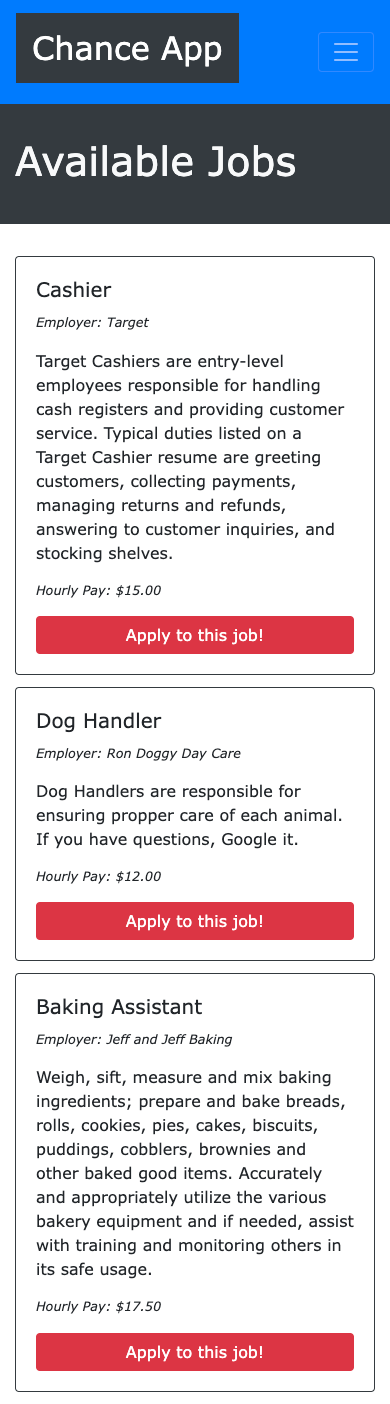 Chance App
Available Jobs
Cashier
Employer: Target
Target Cashiers are entry-level
employees responsible for handling
cash registers and providing customer
service. Typical duties listed on a
Target Cashier resume are greeting
customers, collecting payments,
managing returns and refunds,
answering to customer inquiries, and
stocking shelves.
Hourly Pay: $15.00
Apply to this job!
Dog Handler
Employer: Ron Doggy Day Care
Dog Handlers are responsible for
ensuring propper care of each animal.
If you have questions, Google it.
Hourly Pay: $12.00
Apply to this job!
Baking Assistant
Employer: Jeff and Jeff Baking
Weigh, sift, measure and mix baking
ingredients; prepare and bake breads,
rolls, cookies, pies, cakes, biscuits,
puddings, cobblers, brownies and
other baked good items. Accurately
and appropriately utilize the various
bakery equipment and if needed, assist
with training and monitoring others in
its safe usage.
Hourly Pay: $17.50
Apply to this job!